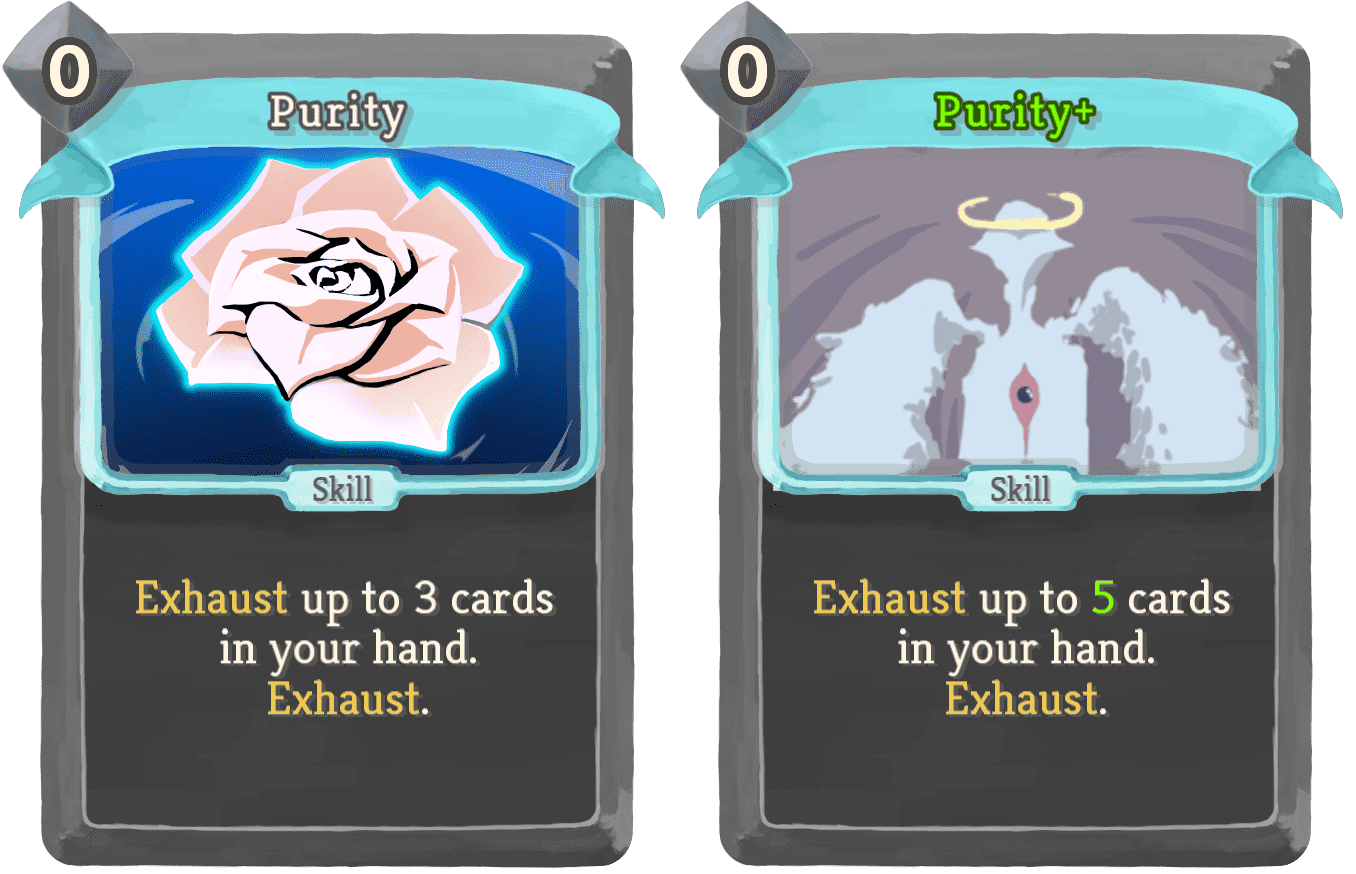 0
Purity
Skill
Exhaust up to 3 cards
in your hand.
Exhaust.
0
Purity+
Skill
Exhaust up to 5 cards
in your hand.
Exhaust.